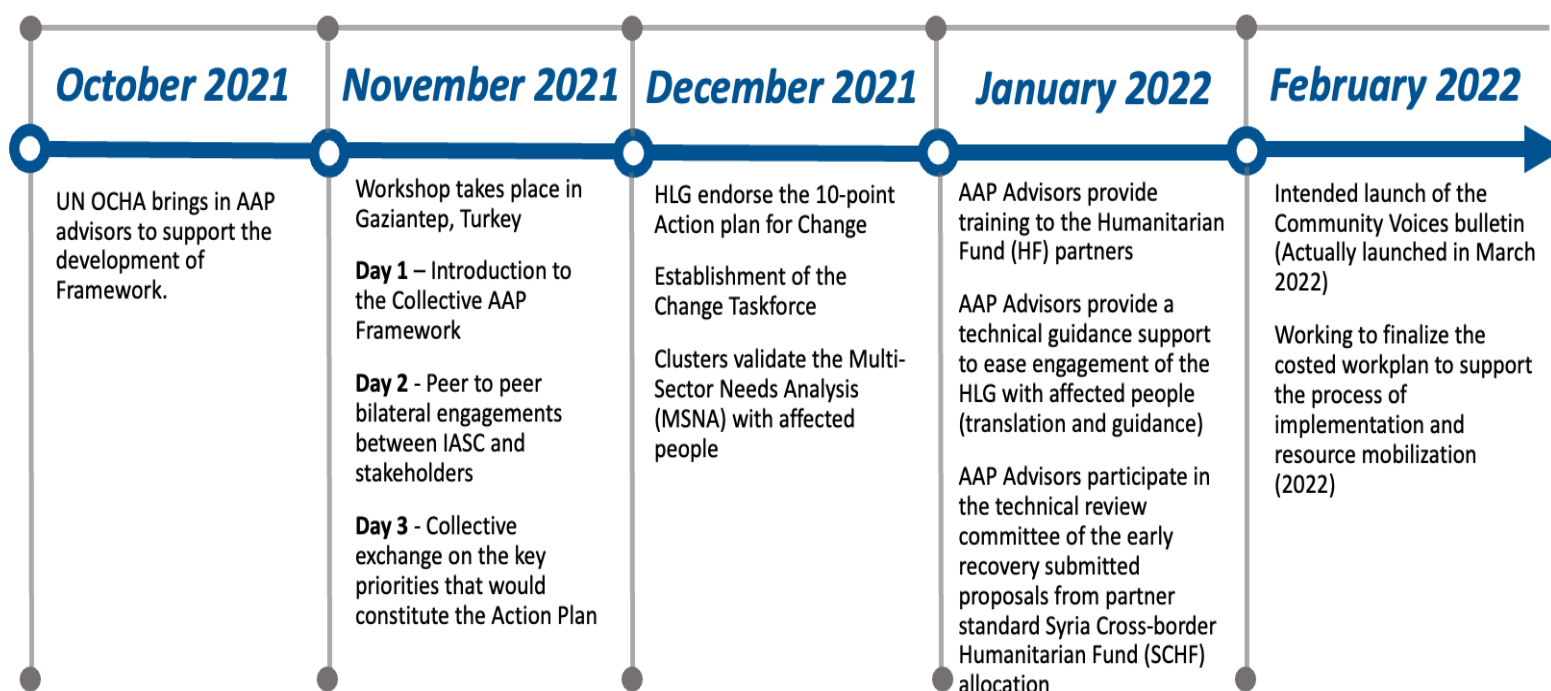 October 2021
UN OCHA brings in AAP
advisors to support the
development of
Framework.
November 2021
Workshop takes place in
Gaziantep, Turkey
Day 1 – Introduction to
the Collective AAP
Framework
Day 2 - Peer to peer
bilateral engagements
between IASC and
stakeholders
Day 3 - Collective
exchange on the key
priorities that would
constitute the Action Plan
December 2021
HLG endorse the 10-point
Action plan for Change
Establishment of the
Change Taskforce
Clusters validate the Multi-
Sector Needs Analysis
(MSNA) with affected
people
January 2022
AAP Advisors provide
training to the Humanitarian
Fund (HF) partners
AAP Advisors provide a
technical guidance support
to ease engagement of the
HLG with affected people
(translation and guidance)
AAP Advisors participate in
the technical review
committee of the early
recovery submitted
proposals from partner
standard Syria Cross-border
Humanitarian Fund (SCHF)
allocation
February 2022
Intended launch of the
Community Voices bulletin
(Actually launched in March
2022)
Working to finalize the
costed workplan to support
the process of
implementation and
resource mobilization
(2022)